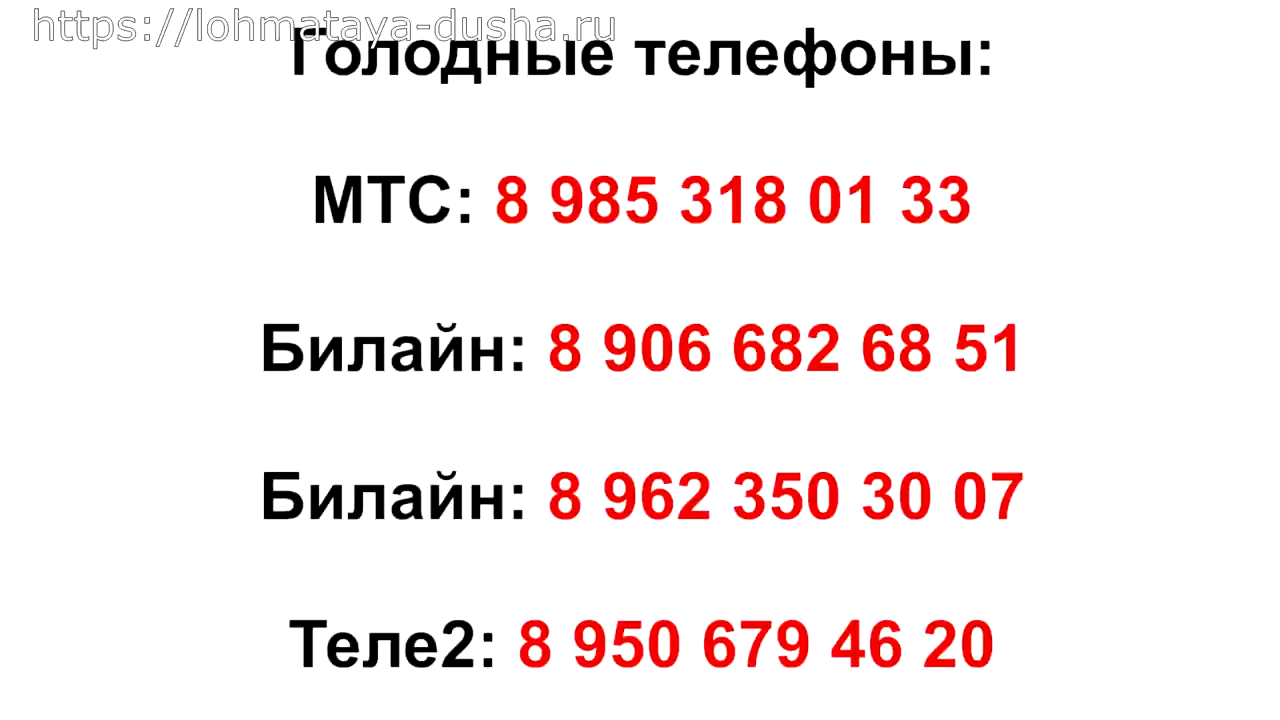 https://lohmataya-dusha.ru
Голодные телефоны:
МТС: 8 985 318 01 33
Билайн: 8 906 682 68 51
Билайн: 8 962 350 30 07
Теле2: 8 950 679 46 20